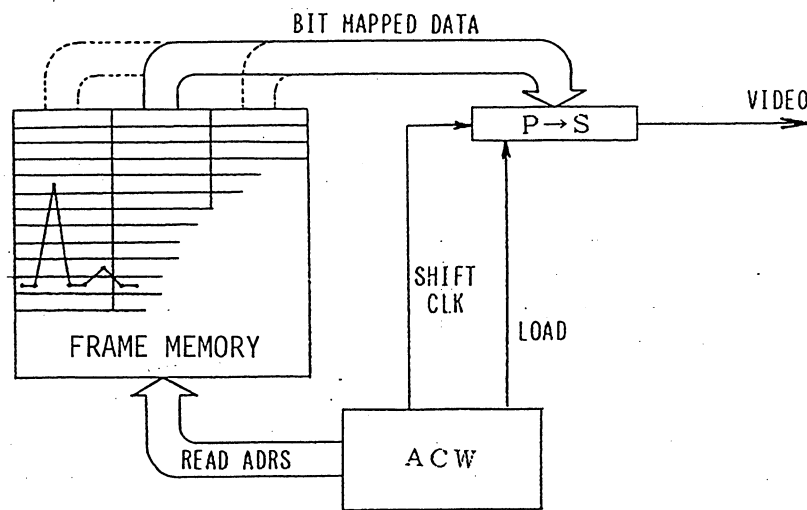 BIT MAPPED DATA
VIDEO
P→S
SHIFT
CLK
LOAD
FRAME MEMORY
READ ADRS
ACW